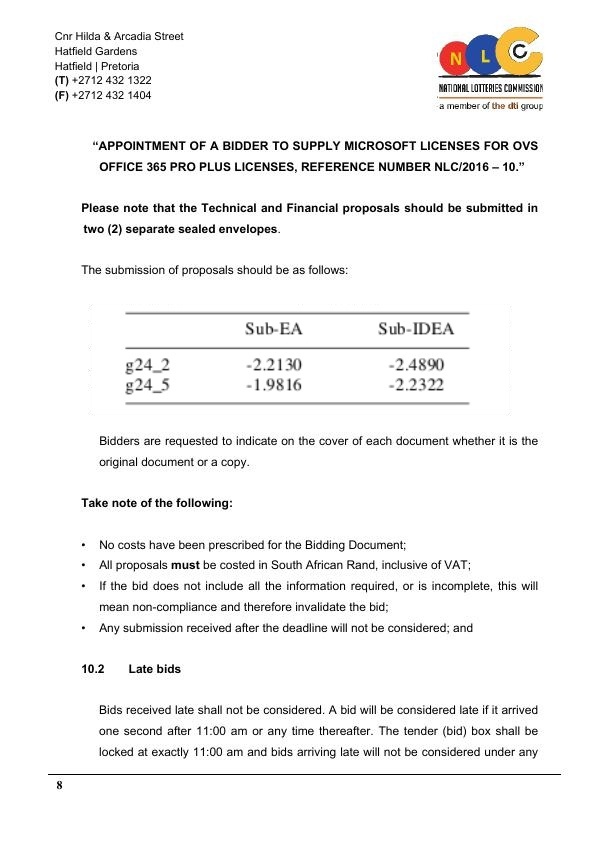 Cnr Hilda & Arcadia Street
Hatfield Gardens
Hatfield | Pretoria
(T) +2712 432 1322
(F) +2712 432 1404
N L C
NATIONAL LOTTERIES COMMISSION
a member of the dti group
“APPOINTMENT OF A BIDDER TO SUPPLY MICROSOFT LICENSES FOR OVS
OFFICE 365 PRO PLUS LICENSES, REFERENCE NUMBER NLC/2016 – 10.”
Please note that the Technical and Financial proposals should be submitted in
two (2) separate sealed envelopes.
The submission of proposals should be as follows:
Sub-EA Sub-IDEA
g24_2 -2.2130 -2.4890
g24_5 -1.9816 -2.2322
Bidders are requested to indicate on the cover of each document whether it is the
original document or a copy.
Take note of the following:
• No costs have been prescribed for the Bidding Document;
• All proposals must be costed in South African Rand, inclusive of VAT;
• If the bid does not include all the information required, or is incomplete, this will
mean non-compliance and therefore invalidate the bid;
• Any submission received after the deadline will not be considered; and
10.2 Late bids
Bids received late shall not be considered. A bid will be considered late if it arrived
one second after 11:00 am or any time thereafter. The tender (bid) box shall be
locked at exactly 11:00 am and bids arriving late will not be considered under any
8